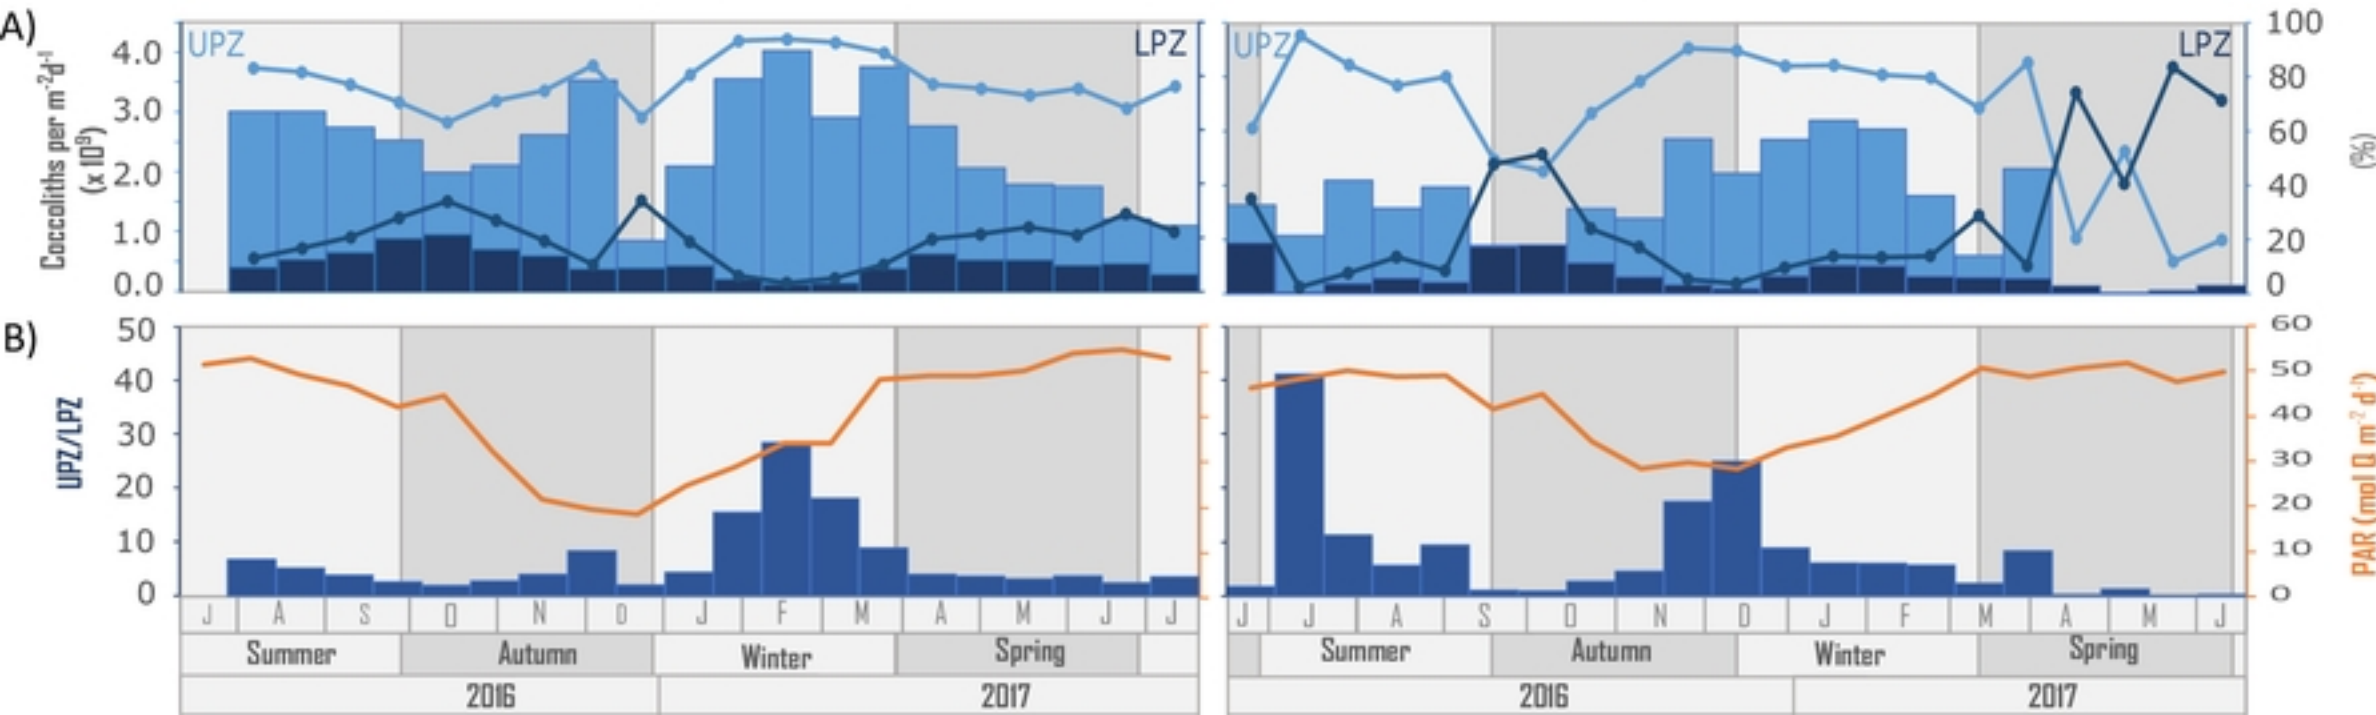 A)
UPZ
LPZ
UPZ
LPZ
Coccoliths per m-2d-1
(x 10⁹)
4.0
3.0
2.0
1.0
0.0
100
80
60
40
20
0
(%)
B)
UPZ/LPZ
50
40
30
20
10
0
60
50
40
30
20
10
0
PAR (mol Q m-2 d-1)
J A S O N D J F M A M J J
J J A S O N D J F M A M J
Summer Autumn Winter Spring
Summer Autumn Winter Spring
2016 2017
2016 2017